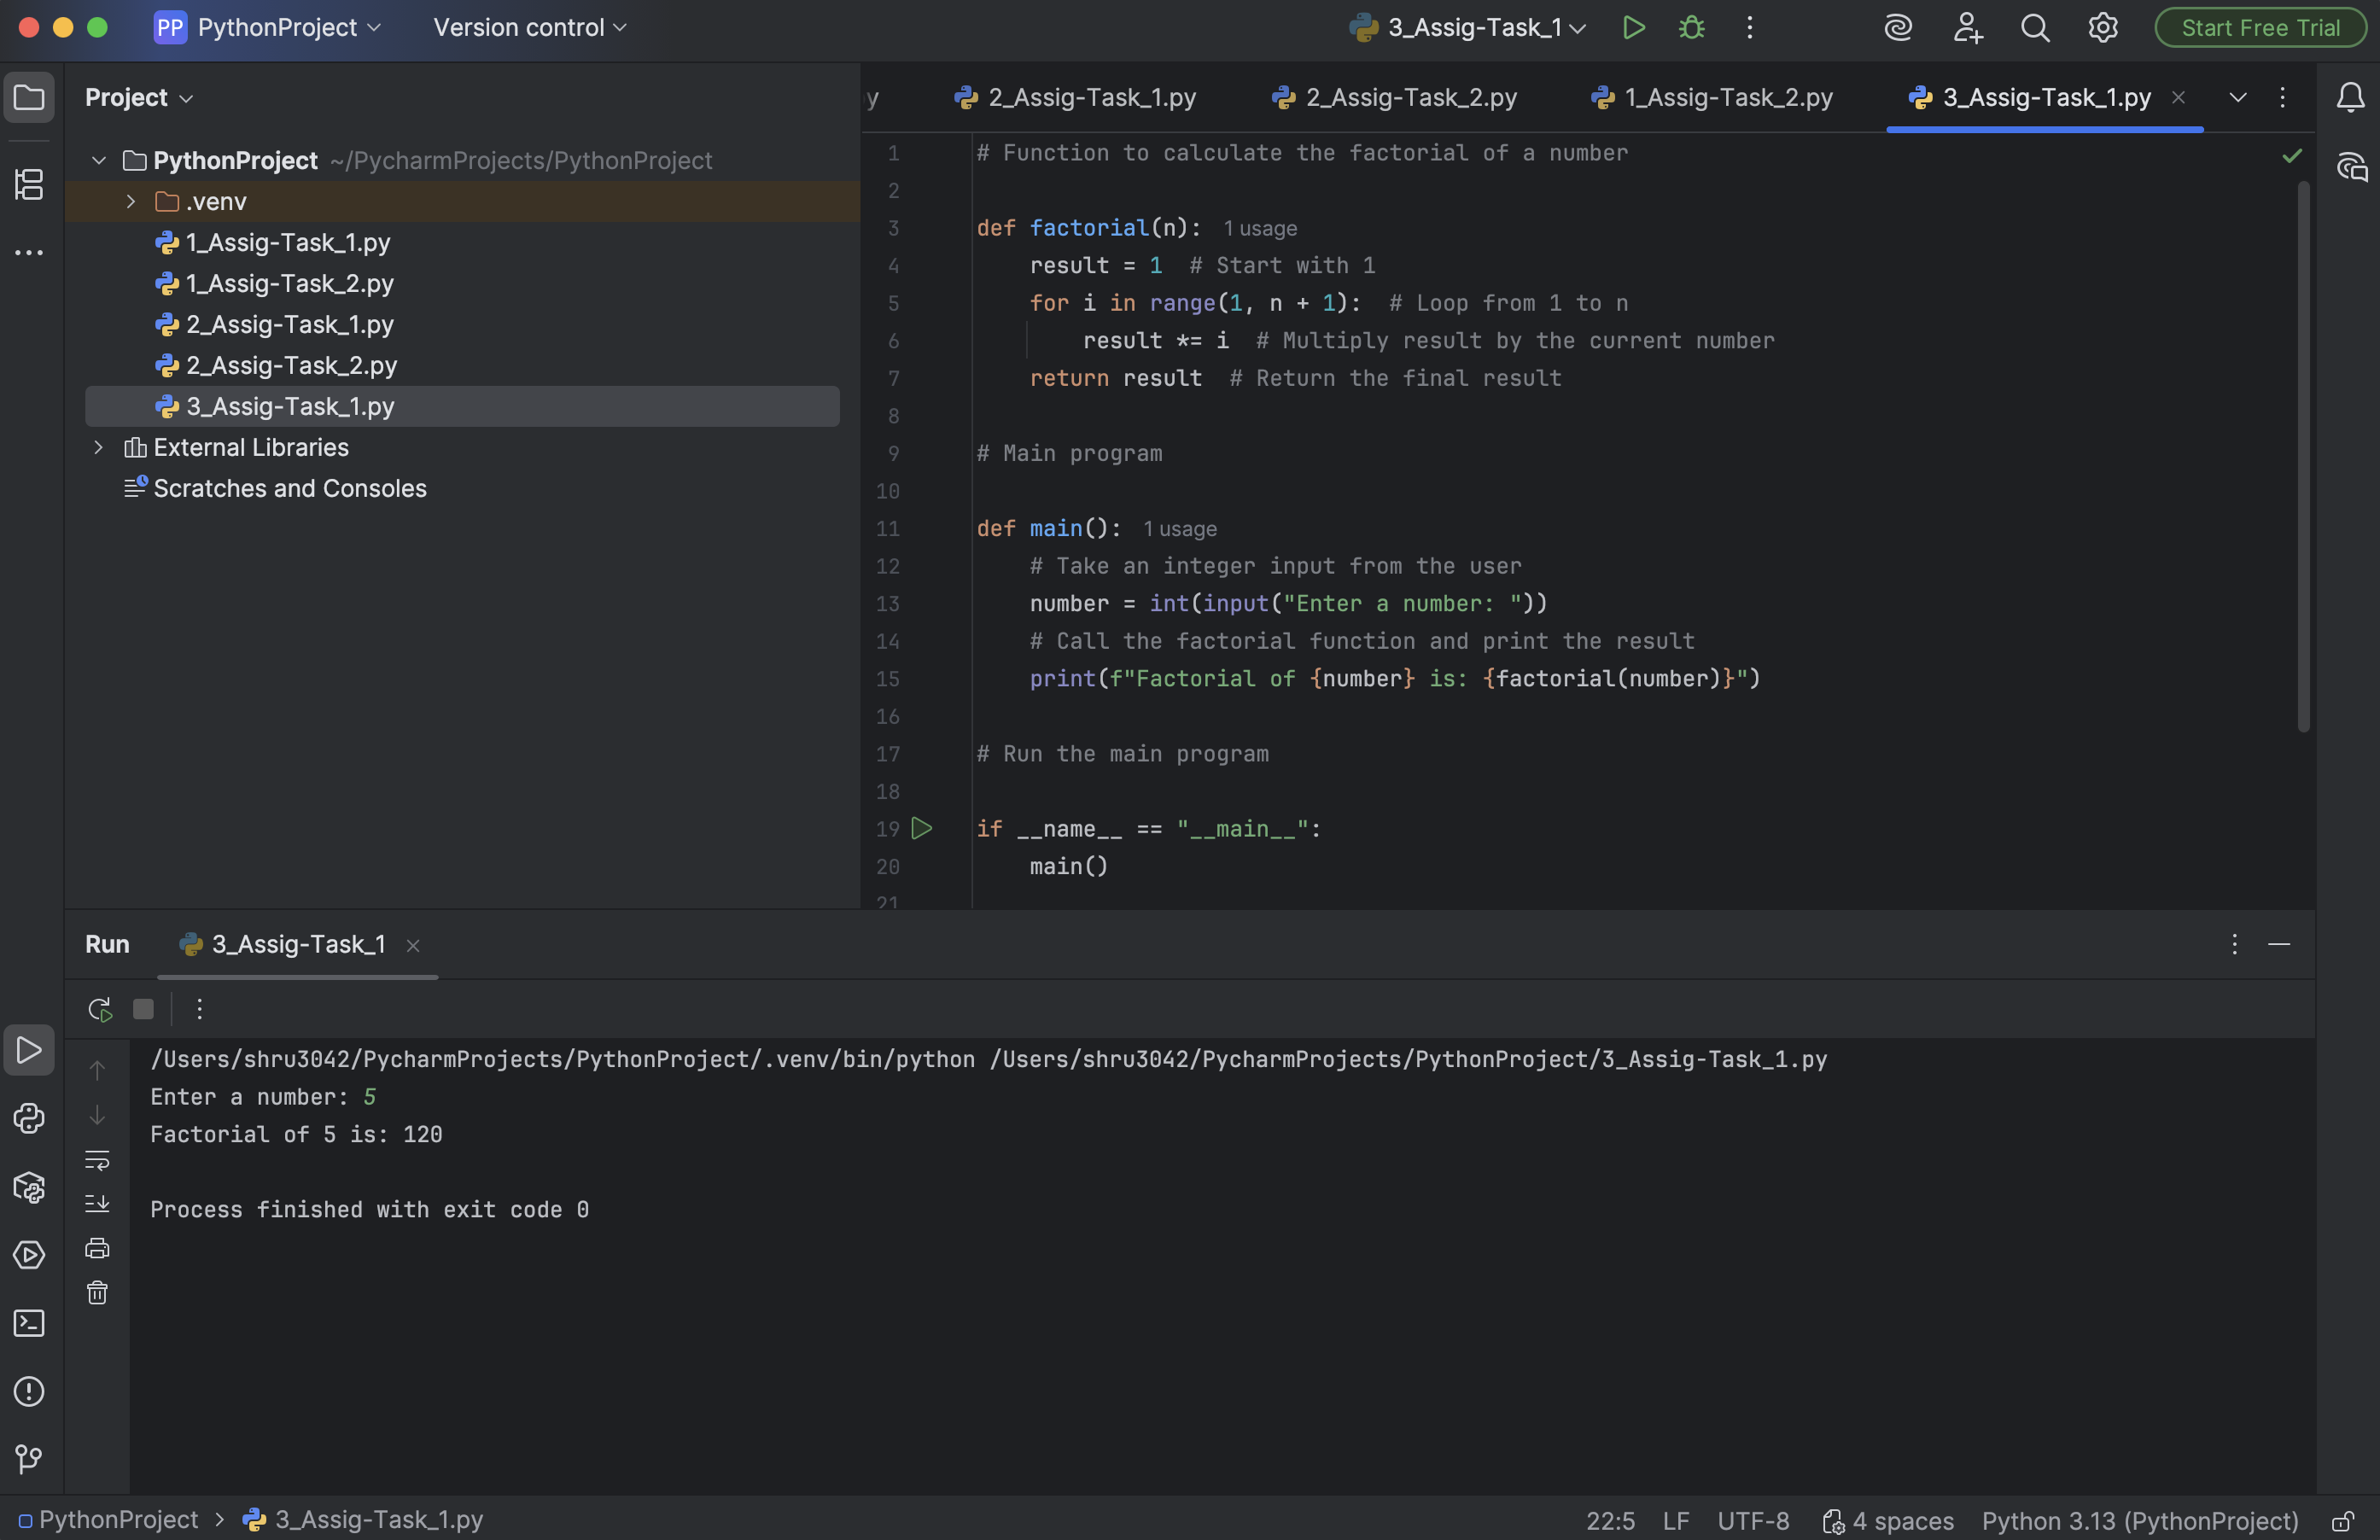 PP PythonProject Version control 3_Assig-Task_1 Start Free Trial
Project
PythonProject ~/PycharmProjects/PythonProject
.venv
1_Assig-Task_1.py
1_Assig-Task_2.py
2_Assig-Task_1.py
2_Assig-Task_2.py
3_Assig-Task_1.py
External Libraries
Scratches and Consoles
y 2_Assig-Task_1.py 2_Assig-Task_2.py 1_Assig-Task_2.py 3_Assig-Task_1.py
1 # Function to calculate the factorial of a number
2
3 def factorial(n): 1 usage
4 result = 1 # Start with 1
5 for i in range(1, n + 1): # Loop from 1 to n
6 result *= i # Multiply result by the current number
7 return result # Return the final result
8
9 # Main program
10
11 def main(): 1 usage
12 # Take an integer input from the user
13 number = int(input("Enter a number: "))
14 # Call the factorial function and print the result
15 print(f"Factorial of {number} is: {factorial(number)}")
16
17 # Run the main program
18
19 if __name__ == "__main__":
20 main()
21
Run 3_Assig-Task_1
/Users/shru3042/PycharmProjects/PythonProject/.venv/bin/python /Users/shru3042/PycharmProjects/PythonProject/3_Assig-Task_1.py
Enter a number: 5
Factorial of 5 is: 120
Process finished with exit code 0
PythonProject > 3_Assig-Task_1.py 22:5 LF UTF-8 4 spaces Python 3.13 (PythonProject)